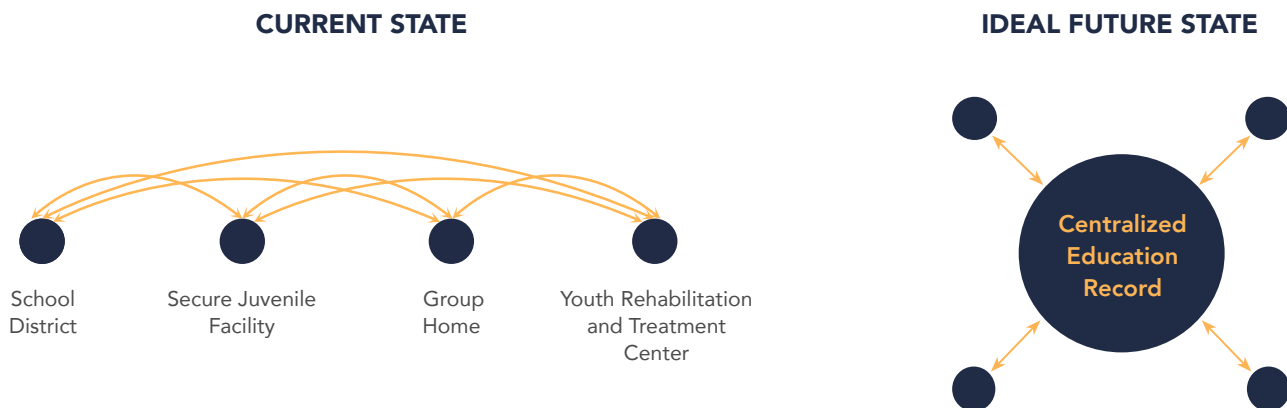 CURRENT STATE
IDEAL FUTURE STATE
School
District
Secure Juvenile
Facility
Group
Home
Youth Rehabilitation
and Treatment
Center
Centralized
Education
Record